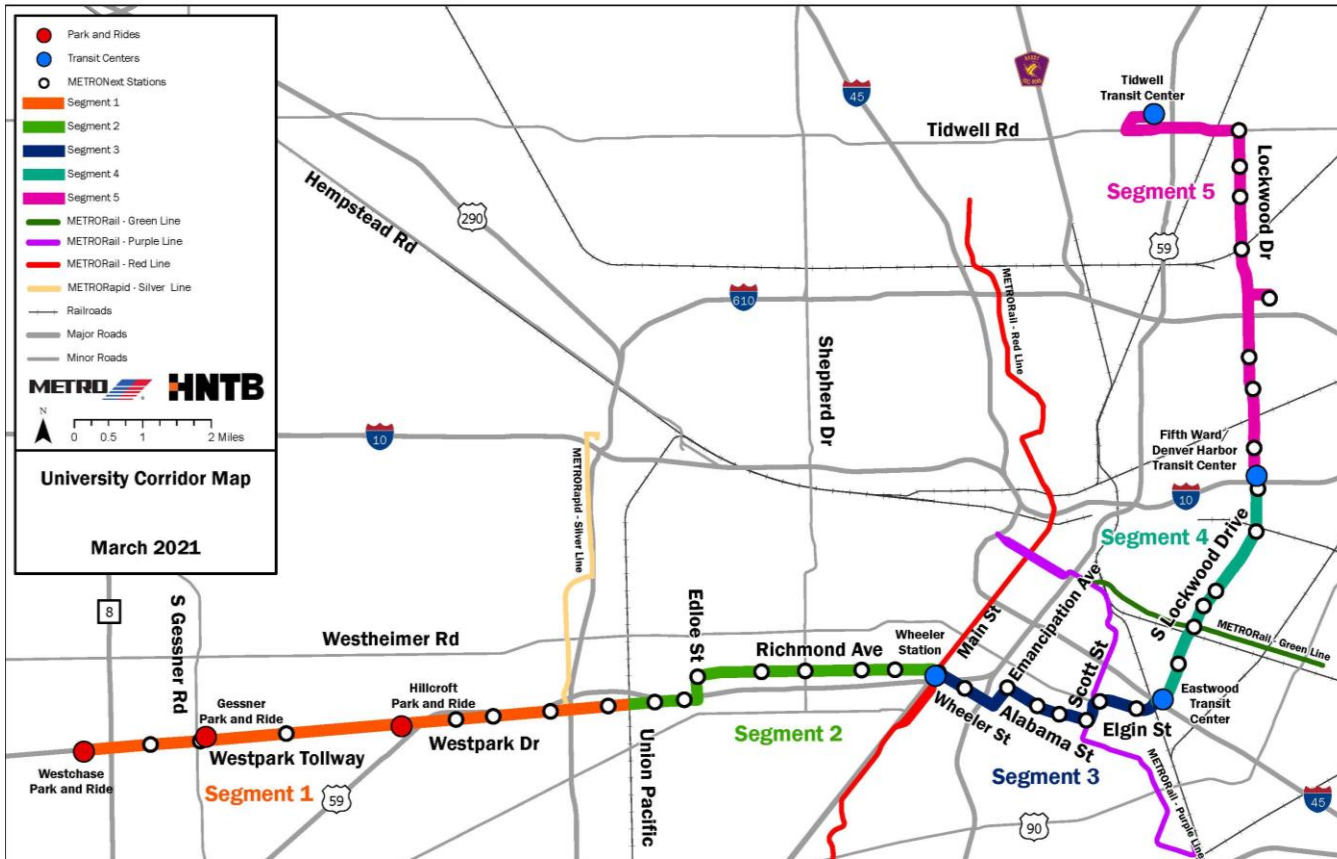 Park and Rides
Transit Centers
METRONext Stations
Segment 1
Segment 2
Segment 3
Segment 4
Segment 5
METRORail - Green Line
METRORail - Purple Line
METRORail - Red Line
METRORapid - Silver Line
Railroads
Major Roads
Minor Roads
METRO
HNTB
N
0 0.5 1 2 Miles
University Corridor Map
March 2021
45
Tidwell
Transit Center
Tidwell Rd
Lockwood Dr
Segment 5
Hempstead Rd
290
59
610
METRORail - Red Line
Shepherd Dr
10
Fifth Ward
Denver Harbor
Transit Center
10
METRORapid - Silver Line
Segment 4
S Lockwood Drive
Emancipation Ave
8
S Gessner Rd
Westheimer Rd
Edloe St
Richmond Ave
Wheeler
Station
Main St
Scott St
METRORail - Green Line
Eastwood
Transit
Center
Hillcroft
Park and Ride
Gessner
Park and Ride
Westpark Dr
Westpark Tollway
Westchase
Park and Ride
Segment 1
59
Union Pacific
Segment 2
Wheeler St
Alabama St
Elgin St
Segment 3
METRORail - Purple Line
90
45